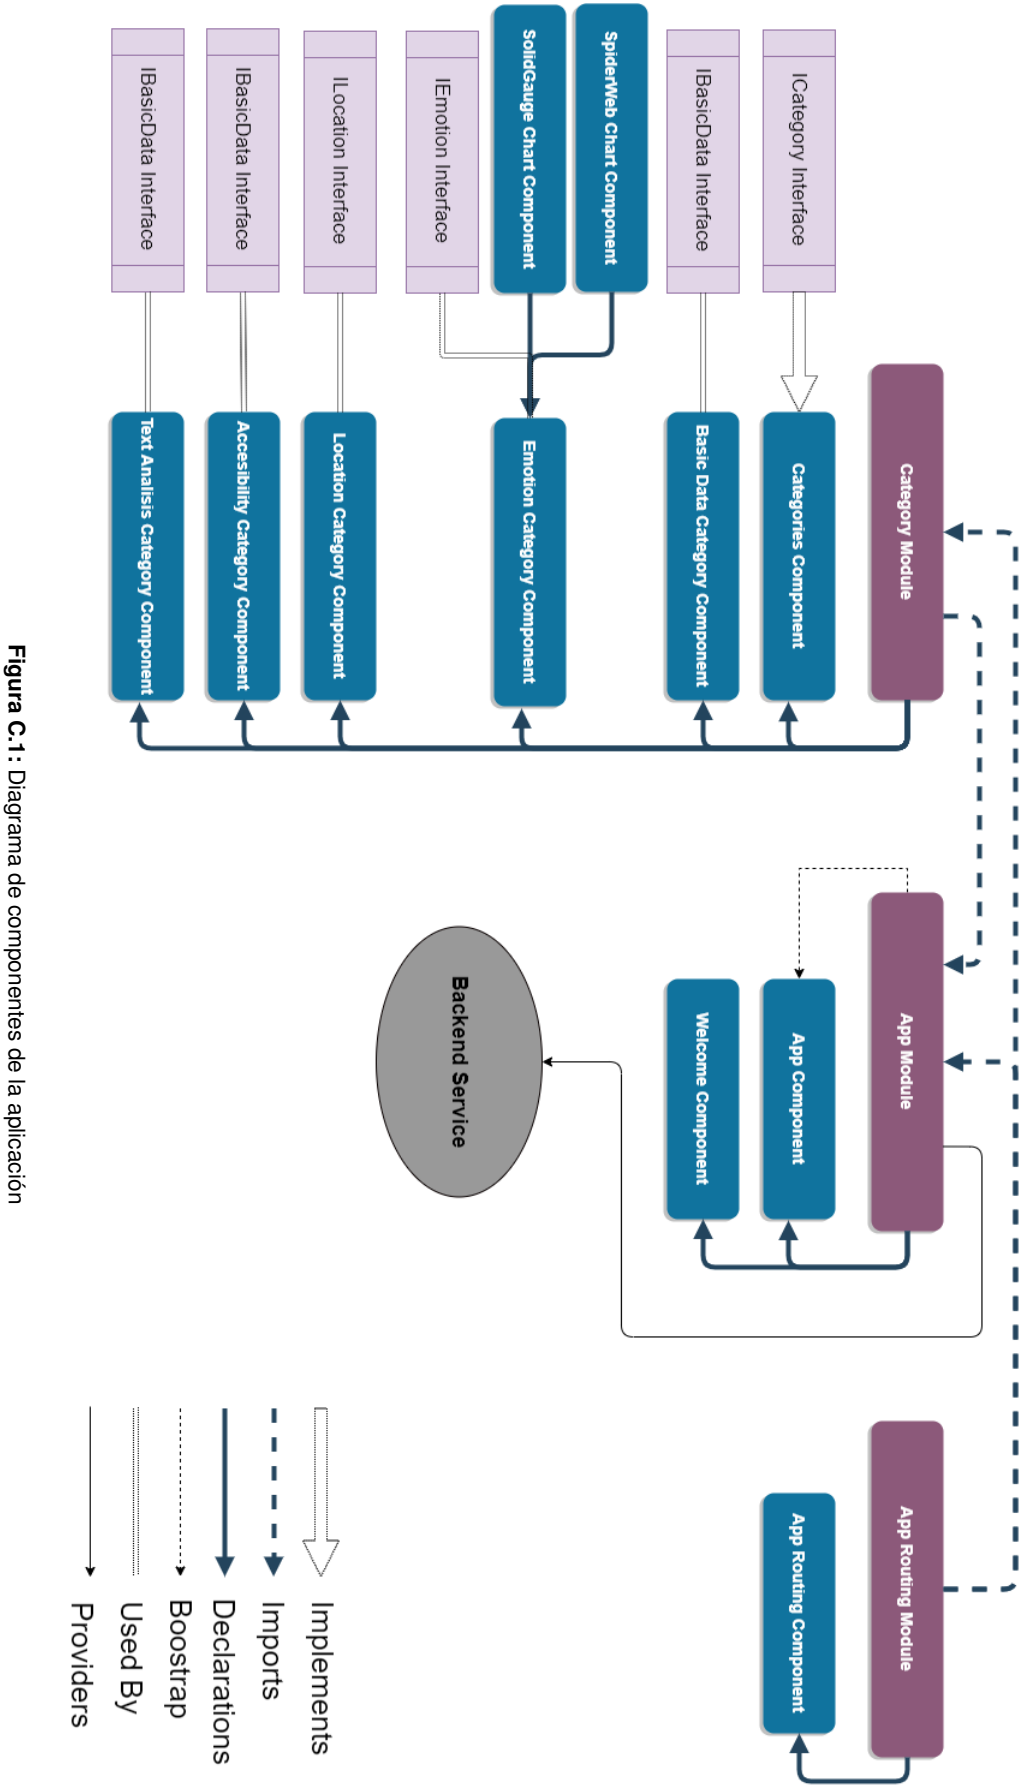 Category Module
App Module
App Routing Module
ICategory Interface
Categories Component
App Component
App Routing Component
IBasicData Interface
Basic Data Category Component
Welcome Component
SpiderWeb Chart Component
SolidGauge Chart Component
Emotion Category Component
IEmotion Interface
Backend Service
ILocation Interface
Location Category Component
IBasicData Interface
Accesibility Category Component
IBasicData Interface
Text Analisis Category Component
Implements
Imports
Declarations
Boostrap
Used By
Providers
Figura C.1: Diagrama de componentes de la aplicación